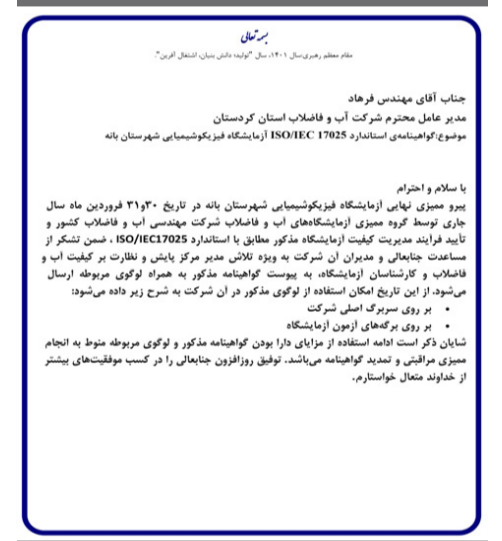 بسمه تعالی
مقام معظم رهبری:سال ۱۴۰۱، سال "تولید؛ دانش بنیان، اشتغال آفرین".
جناب آقای مهندس فرهاد
مدیر عامل محترم شرکت آب و فاضلاب استان کردستان
موضوع:گواهینامه‌ی استاندارد ISO/IEC 17025 آزمایشگاه فیزیکوشیمیایی شهرستان بانه
با سلام و احترام
پیرو ممیزی نهایی آزمایشگاه فیزیکوشیمیایی شهرستان بانه در تاریخ ۳۰و۳۱ فروردین ماه سال
جاری توسط گروه ممیزی آزمایشگاه‌های آب و فاضلاب شرکت مهندسی آب و فاضلاب کشور و
تأیید فرآیند مدیریت کیفیت آزمایشگاه مذکور مطابق با استاندارد ISO/IEC17025 ، ضمن تشکر از
مساعدت جنابعالی و مدیران آن شرکت به ویژه تلاش مدیر مرکز پایش و نظارت بر کیفیت آب و
فاضلاب و کارشناسان آزمایشگاه، به پیوست گواهینامه مذکور به همراه لوگوی مربوطه ارسال
می‌شود. از این تاریخ امکان استفاده از لوگوی مذکور در آن شرکت به شرح زیر داده می‌شود:
• بر روی سربرگ اصلی شرکت
• بر روی برگه‌های آزمون آزمایشگاه
شایان ذکر است ادامه استفاده از مزایای دارا بودن گواهینامه مذکور و لوگوی مربوطه منوط به انجام
ممیزی مراقبتی و تمدید گواهینامه می‌باشد. توفیق روزافزون جنابعالی را در کسب موفقیت‌های بیشتر
از خداوند متعال خواستارم.